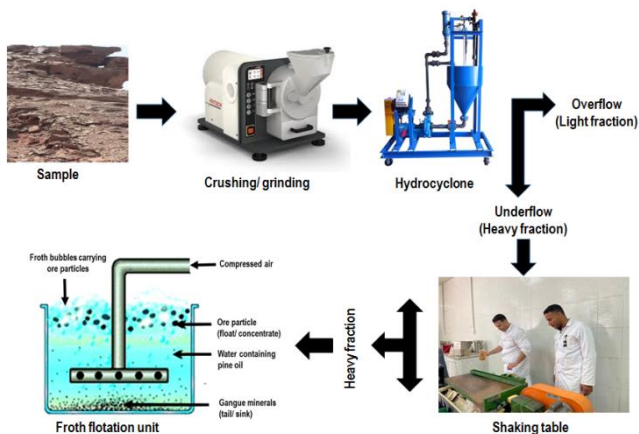 Sample
Crushing/ grinding
Hydrocyclone
Overflow
(Light fraction)
Underflow
(Heavy fraction)
Shaking table
Heavy fraction
Froth bubbles carrying
ore particles
Compressed air
Ore particle
(float/ concentrate)
Water containing
pine oil
Gangue minerals
(tail/ sink)
Froth flotation unit